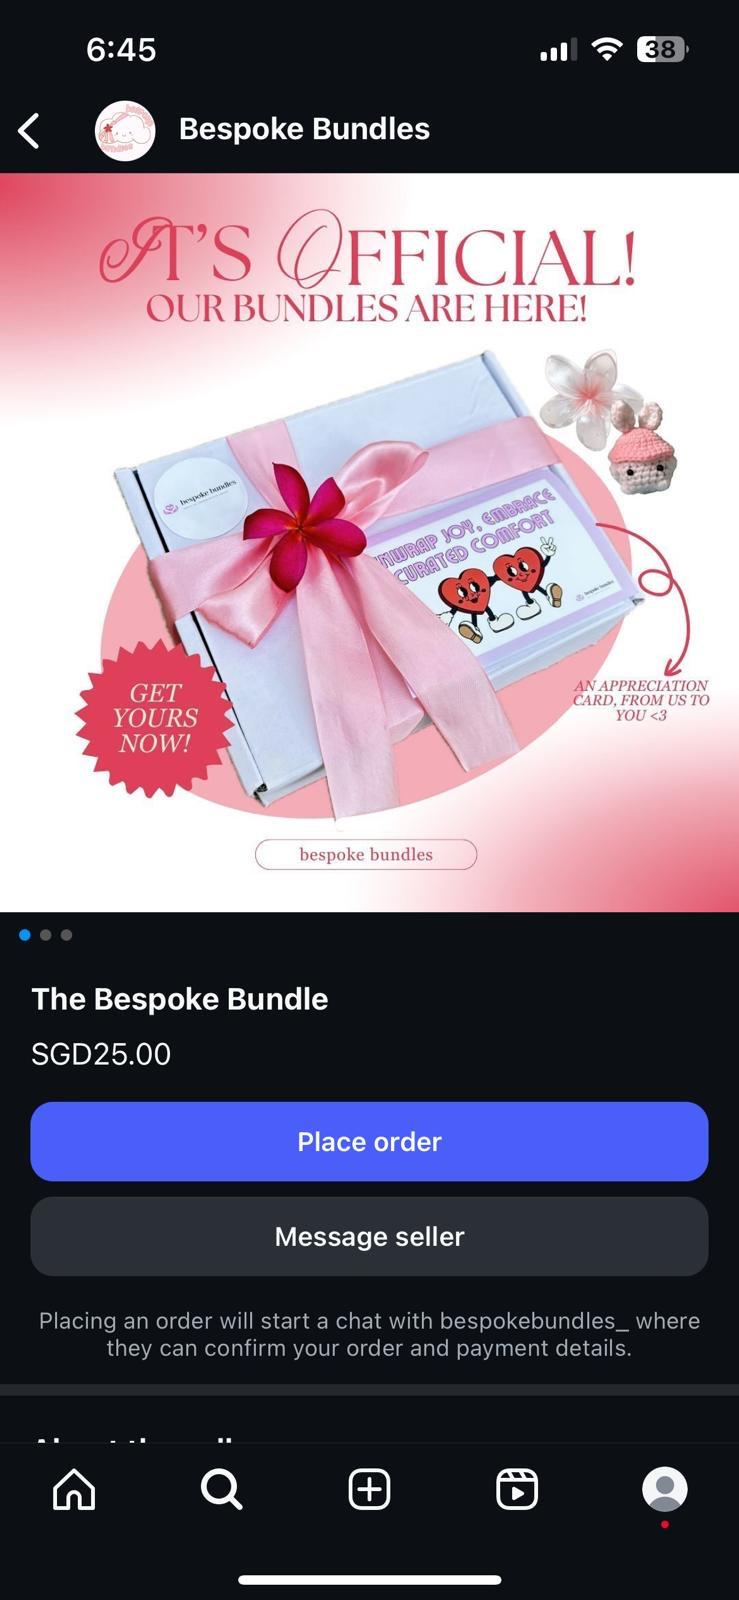 6:45
38
Bespoke Bundles
IT'S OFFICIAL!
OUR BUNDLES ARE HERE!
bespoke bundles
UNWRAP JOY, EMBRACE
CURATED COMFORT
bespoke bundles
GET
YOURS
NOW!
AN APPRECIATION
CARD, FROM US TO
YOU <3
bespoke bundles
The Bespoke Bundle
SGD25.00
Place order
Message seller
Placing an order will start a chat with bespokebundles_ where
they can confirm your order and payment details.